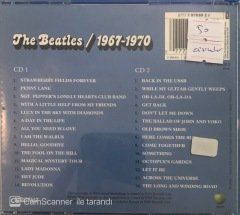 The Beatles / 1967-1970
CD 1
STRAWBERRY FIELDS FOREVER
PENNY LANE
SGT. PEPPER'S LONELY HEARTS CLUB BAND
WITH A LITTLE HELP FROM MY FRIENDS
LUCY IN THE SKY WITH DIAMONDS
A DAY IN THE LIFE
ALL YOU NEED IS LOVE
I AM THE WALRUS
HELLO, GOODBYE
THE FOOL ON THE HILL
MAGICAL MYSTERY TOUR
LADY MADONNA
HEY JUDE
REVOLUTION
CD 2
BACK IN THE USSR
WHILE MY GUITAR GENTLY WEEPS
OB-LA-DI, OB-LA-DA
GET BACK
DON'T LET ME DOWN
THE BALLAD OF JOHN AND YOKO
OLD BROWN SHOE
HERE COMES THE SUN
COME TOGETHER
SOMETHING
OCTOPUS'S GARDEN
LET IT BE
ACROSS THE UNIVERSE
THE LONG AND WINDING ROAD
CamScanner ile tarandı